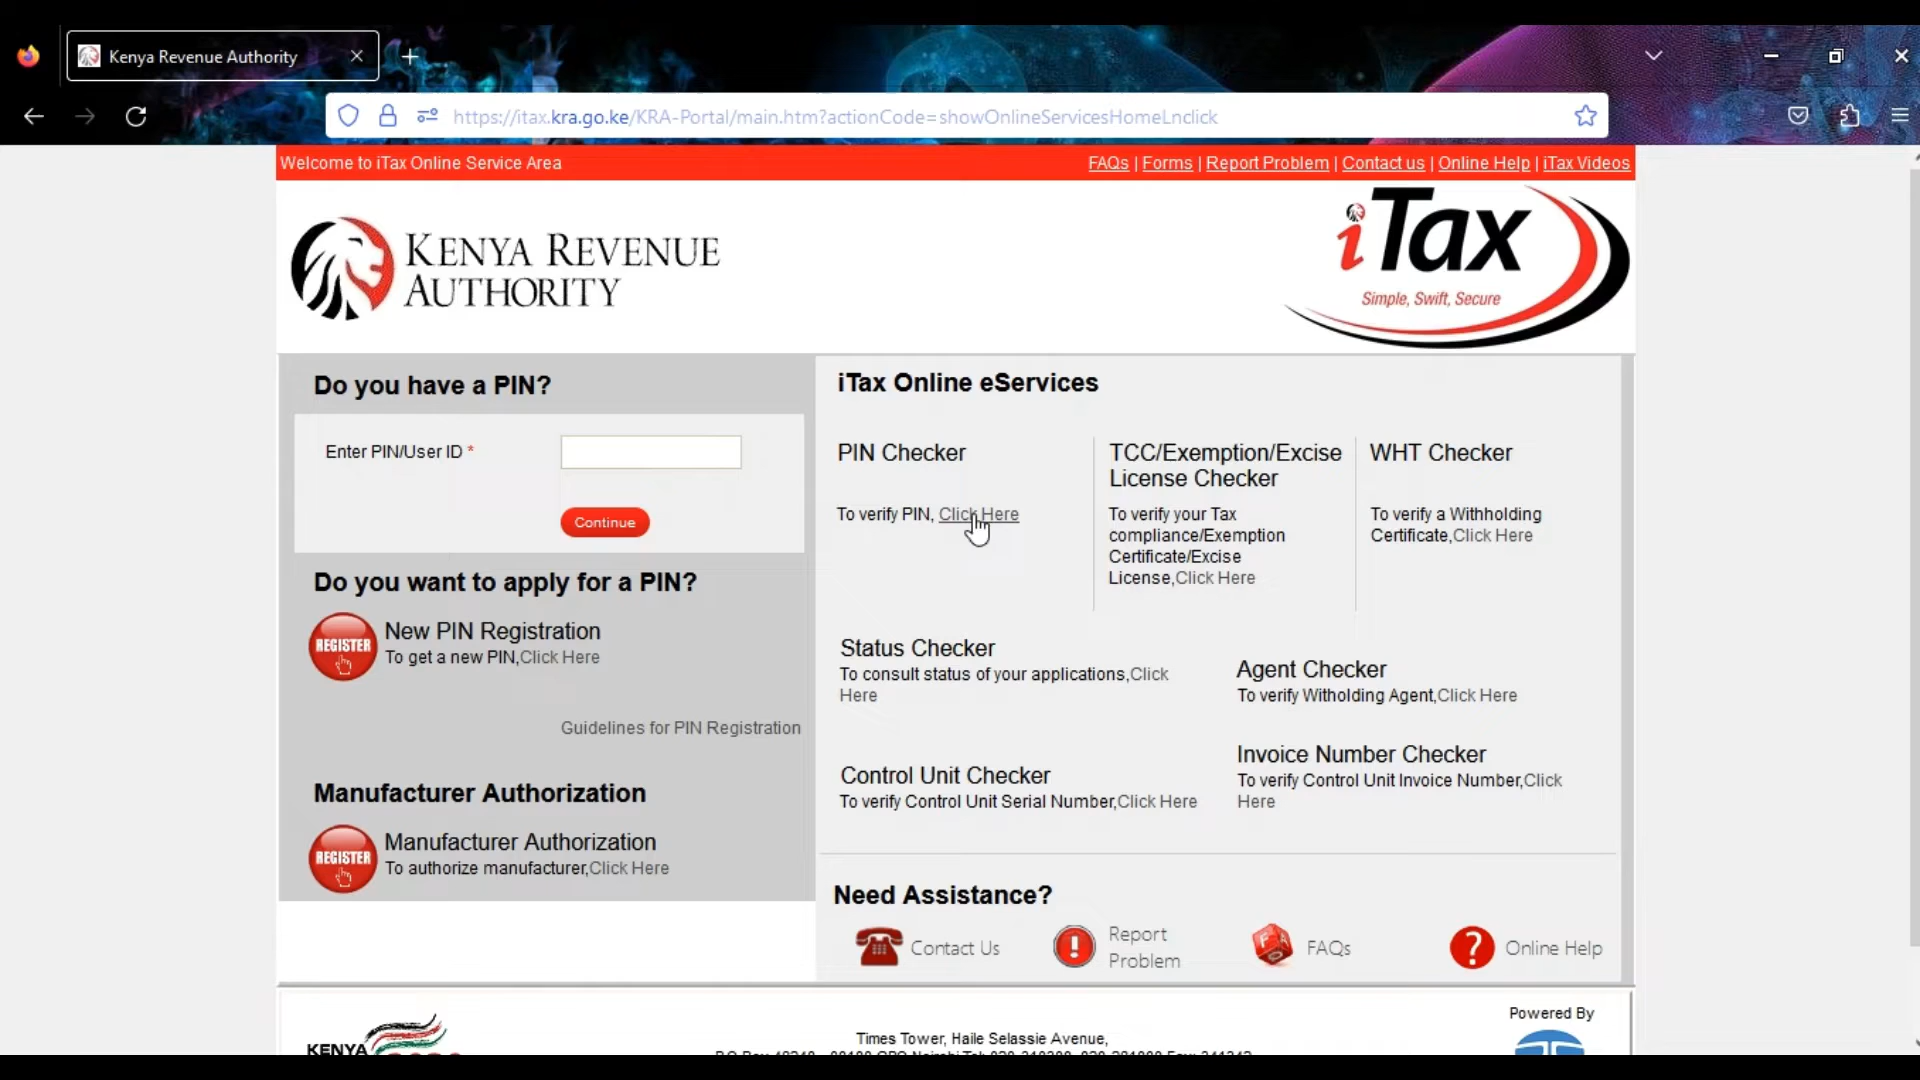 Kenya Revenue Authority
https://itax.kra.go.ke/KRA-Portal/main.htm?actionCode=showOnlineServicesHomeLnclick
Welcome to iTax Online Service Area
FAQs | Forms | Report Problem | Contact us | Online Help | iTax Videos
KENYA REVENUE
AUTHORITY
iTax
Simple, Swift, Secure
Do you have a PIN?
Enter PIN/User ID *
Continue
Do you want to apply for a PIN?
REGISTER
New PIN Registration
To get a new PIN,Click Here
Guidelines for PIN Registration
Manufacturer Authorization
REGISTER
Manufacturer Authorization
To authorize manufacturer,Click Here
iTax Online eServices
PIN Checker
To verify PIN, Click Here
TCC/Exemption/Excise
License Checker
To verify your Tax
compliance/Exemption
Certificate/Excise
License,Click Here
WHT Checker
To verify a Withholding
Certificate,Click Here
Status Checker
To consult status of your applications,Click
Here
Agent Checker
To verify Witholding Agent,Click Here
Control Unit Checker
To verify Control Unit Serial Number,Click Here
Invoice Number Checker
To verify Control Unit Invoice Number,Click
Here
Need Assistance?
Contact Us
Report
Problem
FAQs
Online Help
KENYA
Times Tower, Haile Selassie Avenue,
Powered By